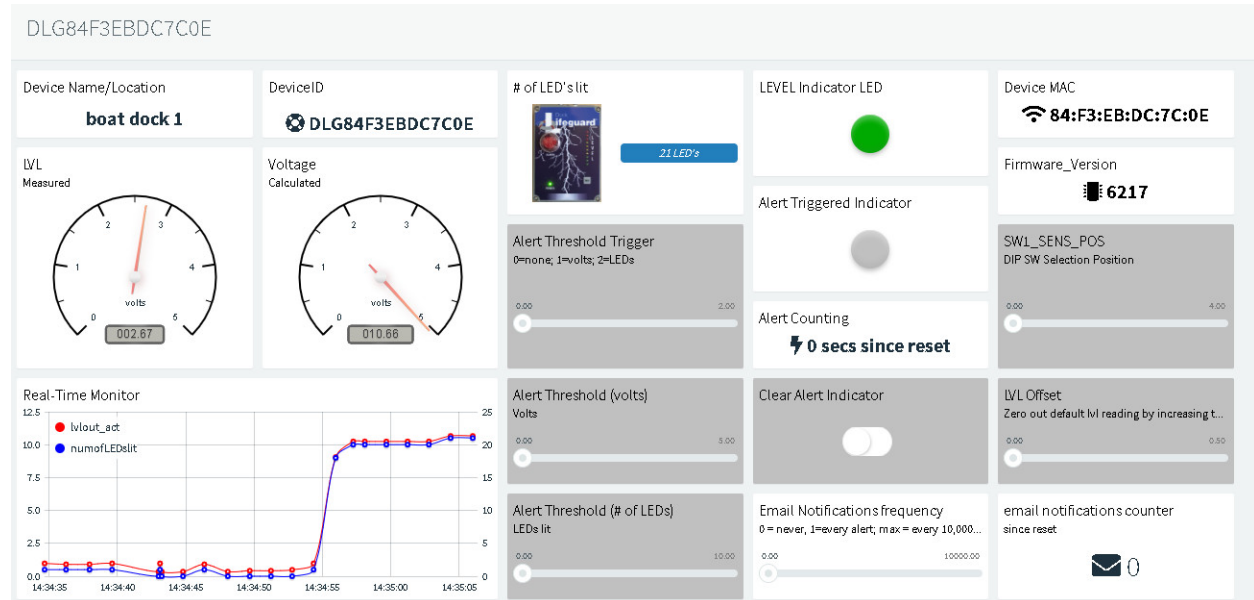 DLG84F3EBDC7C0E
Device Name/Location
boat dock 1
DeviceID
DLG84F3EBDC7C0E
# of LED's lit
ifeguard
21 LED's
LEVEL Indicator LED
Device MAC
84:F3:EB:DC:7C:0E
LVL
Measured
0
1
2
3
4
5
volts
002.67
Voltage
Calculated
0
1
2
3
4
5
volts
010.66
Firmware_Version
6217
Alert Triggered Indicator
Alert Threshold Trigger
0=none; 1=volts; 2=LEDs
0.00
2.00
SW1_SENS_POS
DIP SW Selection Position
0.00
4.00
Alert Counting
0 secs since reset
Real-Time Monitor
lvlout_act
numofLEDslit
12.5
10.0
7.5
5.0
2.5
0.0
25
20
15
10
5
0
14:34:35
14:34:40
14:34:45
14:34:50
14:34:55
14:35:00
14:35:05
Alert Threshold (volts)
Volts
0.00
5.00
Clear Alert Indicator
LVL Offset
Zero out default lvl reading by increasing t...
0.00
0.50
Alert Threshold (# of LEDs)
LEDs lit
0.00
10.00
Email Notifications frequency
0 = never, 1=every alert; max = every 10,000...
0.00
10000.00
email notifications counter
since reset
0